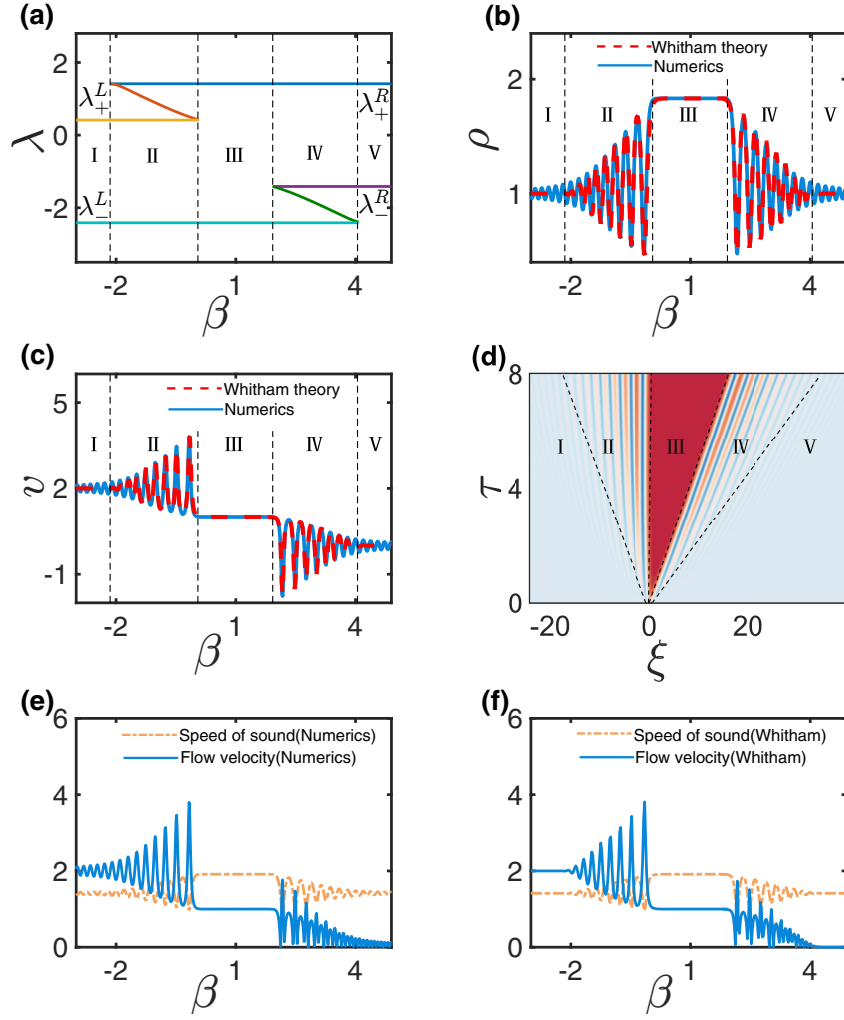 (a)
2
0
-2
λ
λ₊ᴸ
λ₋ᴸ
λ₊ᴿ
λ₋ᴿ
I II III IV V
-2 1 4
β
(b)
2
1
ρ
Whitham theory
Numerics
I II III IV V
-2 1 4
β
(c)
5
2
-1
v
Whitham theory
Numerics
I II III IV V
-2 1 4
β
(d)
8
4
0
τ
I II III IV V
-20 0 20
ξ
(e)
6
4
2
0
Speed of sound(Numerics)
Flow velocity(Numerics)
-2 1 4
β
(f)
6
4
2
0
Speed of sound(Whitham)
Flow velocity(Whitham)
-2 1 4
β